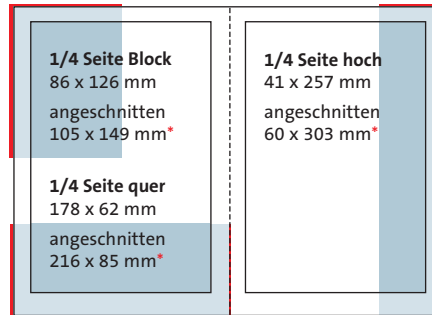 1/4 Seite Block
86 x 126 mm
angeschnitten
105 x 149 mm*
1/4 Seite quer
178 x 62 mm
angeschnitten
216 x 85 mm*
1/4 Seite hoch
41 x 257 mm
angeschnitten
60 x 303 mm*